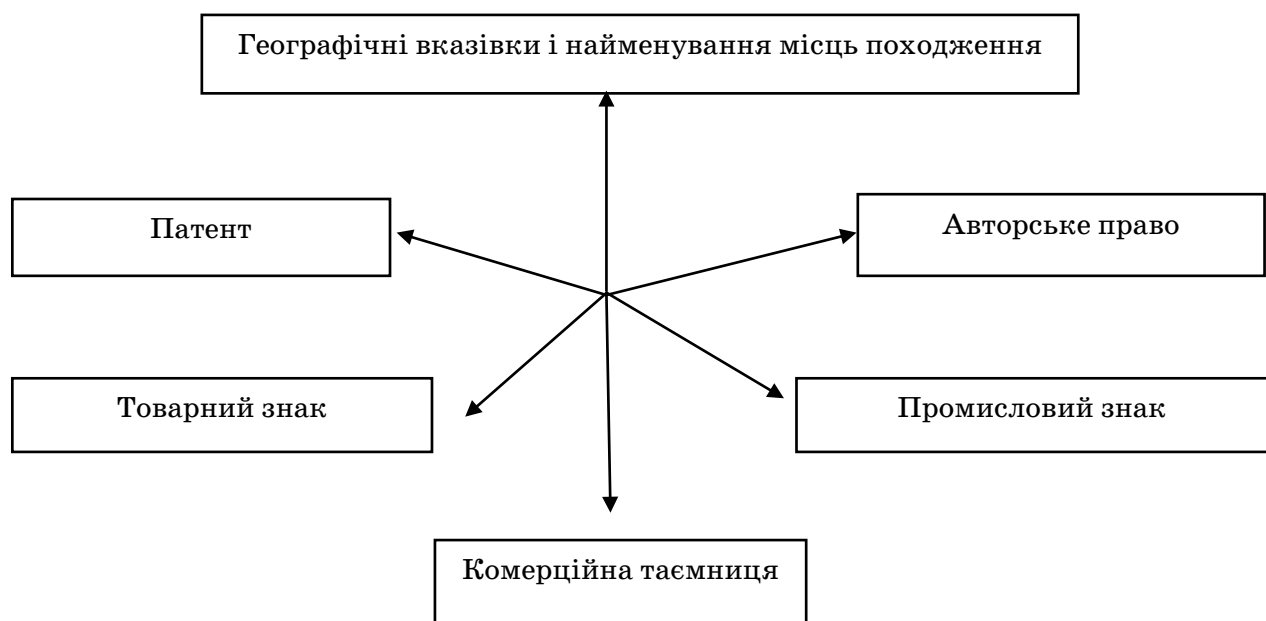 Географічні вказівки і найменування місць походження
Патент
Авторське право
Товарний знак
Промисловий знак
Комерційна таємниця